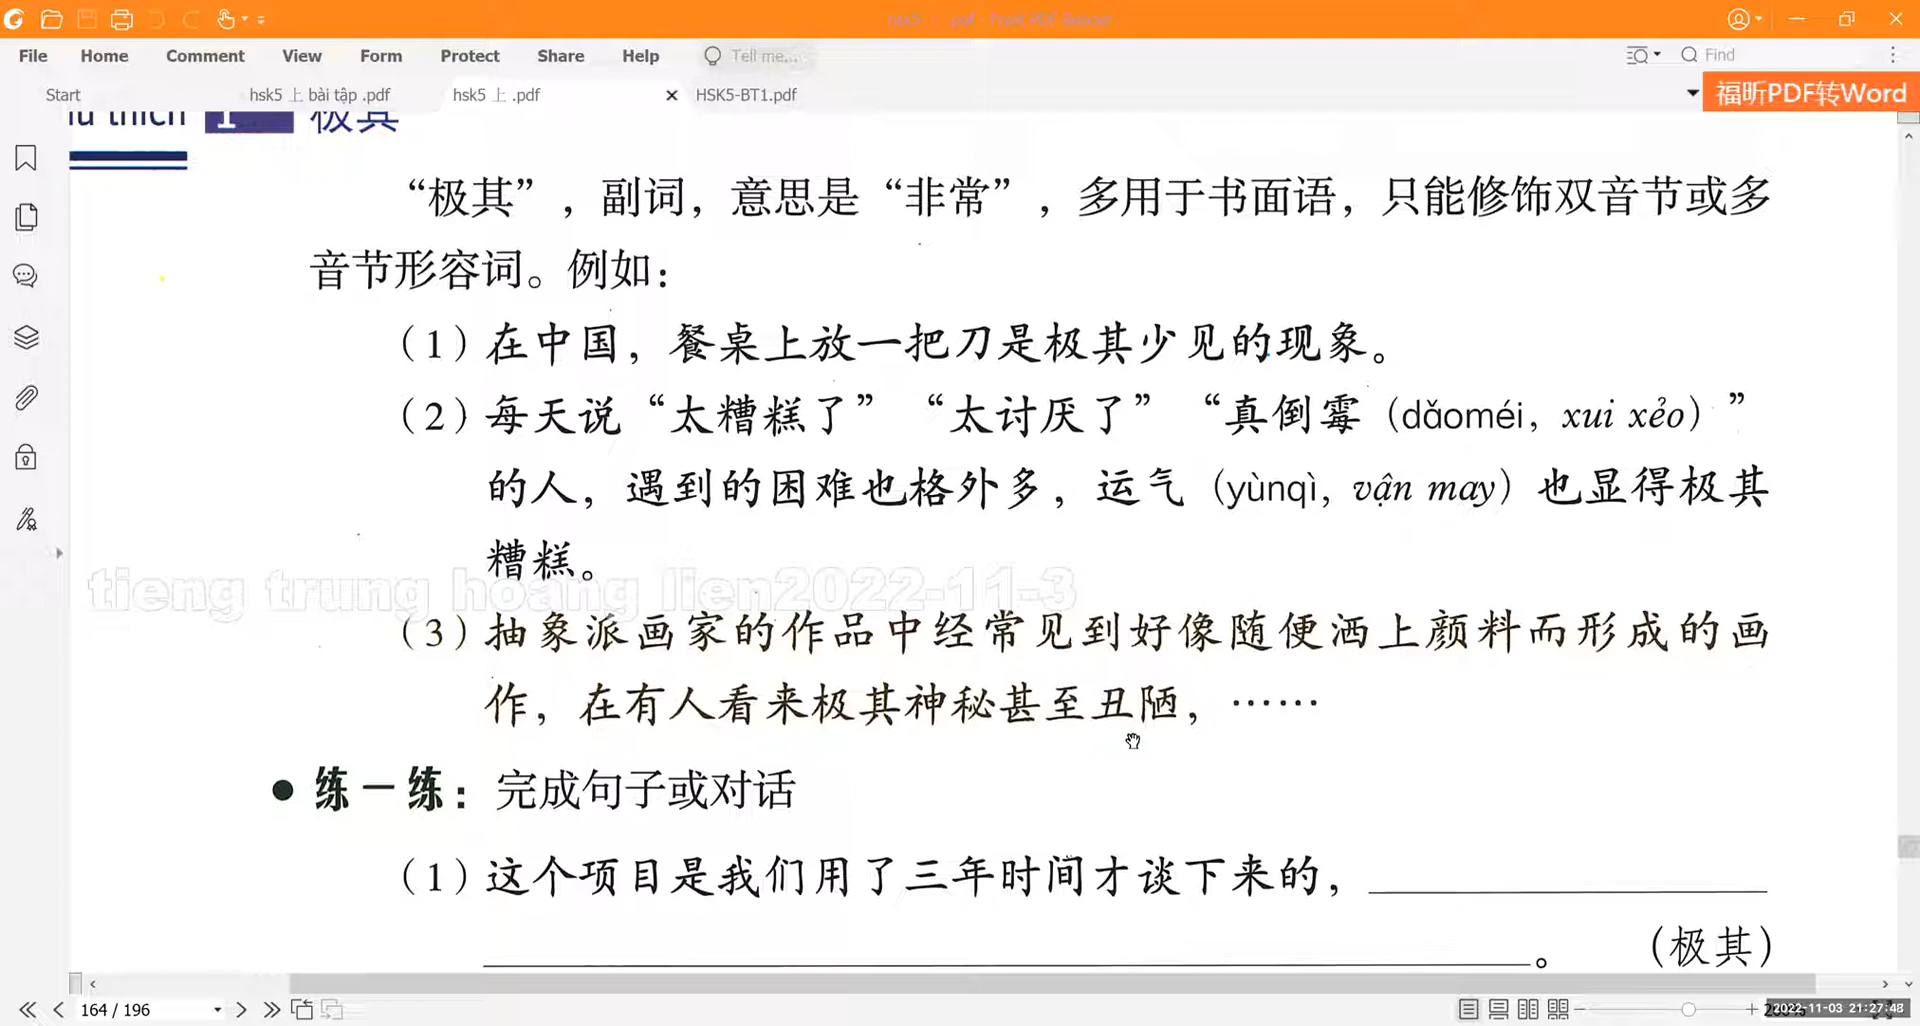 File Home Comment View Form Protect Share Help Tell me... Find
Start hsk5 上 bài tập .pdf hsk5 上 .pdf HSK5-BT1.pdf 福昕PDF转Word
1 极其
“极其”，副词，意思是“非常”，多用于书面语，只能修饰双音节或多
音节形容词。例如：
（1）在中国，餐桌上放一把刀是极其少见的现象。
（2）每天说“太糟糕了”“太讨厌了”“真倒霉（dǎoméi, xui xẻo）”
的人，遇到的困难也格外多，运气（yùnqì, vận may）也显得极其
糟糕。
tieng trung hoang lien2022-11-3
（3）抽象派画家的作品中经常见到好像随便洒上颜料而形成的画
作，在有人看来极其神秘甚至丑陋，……
● 练一练：完成句子或对话
（1）这个项目是我们用了三年时间才谈下来的，
。（极其）
164 / 196 2022-11-03 21:27:48